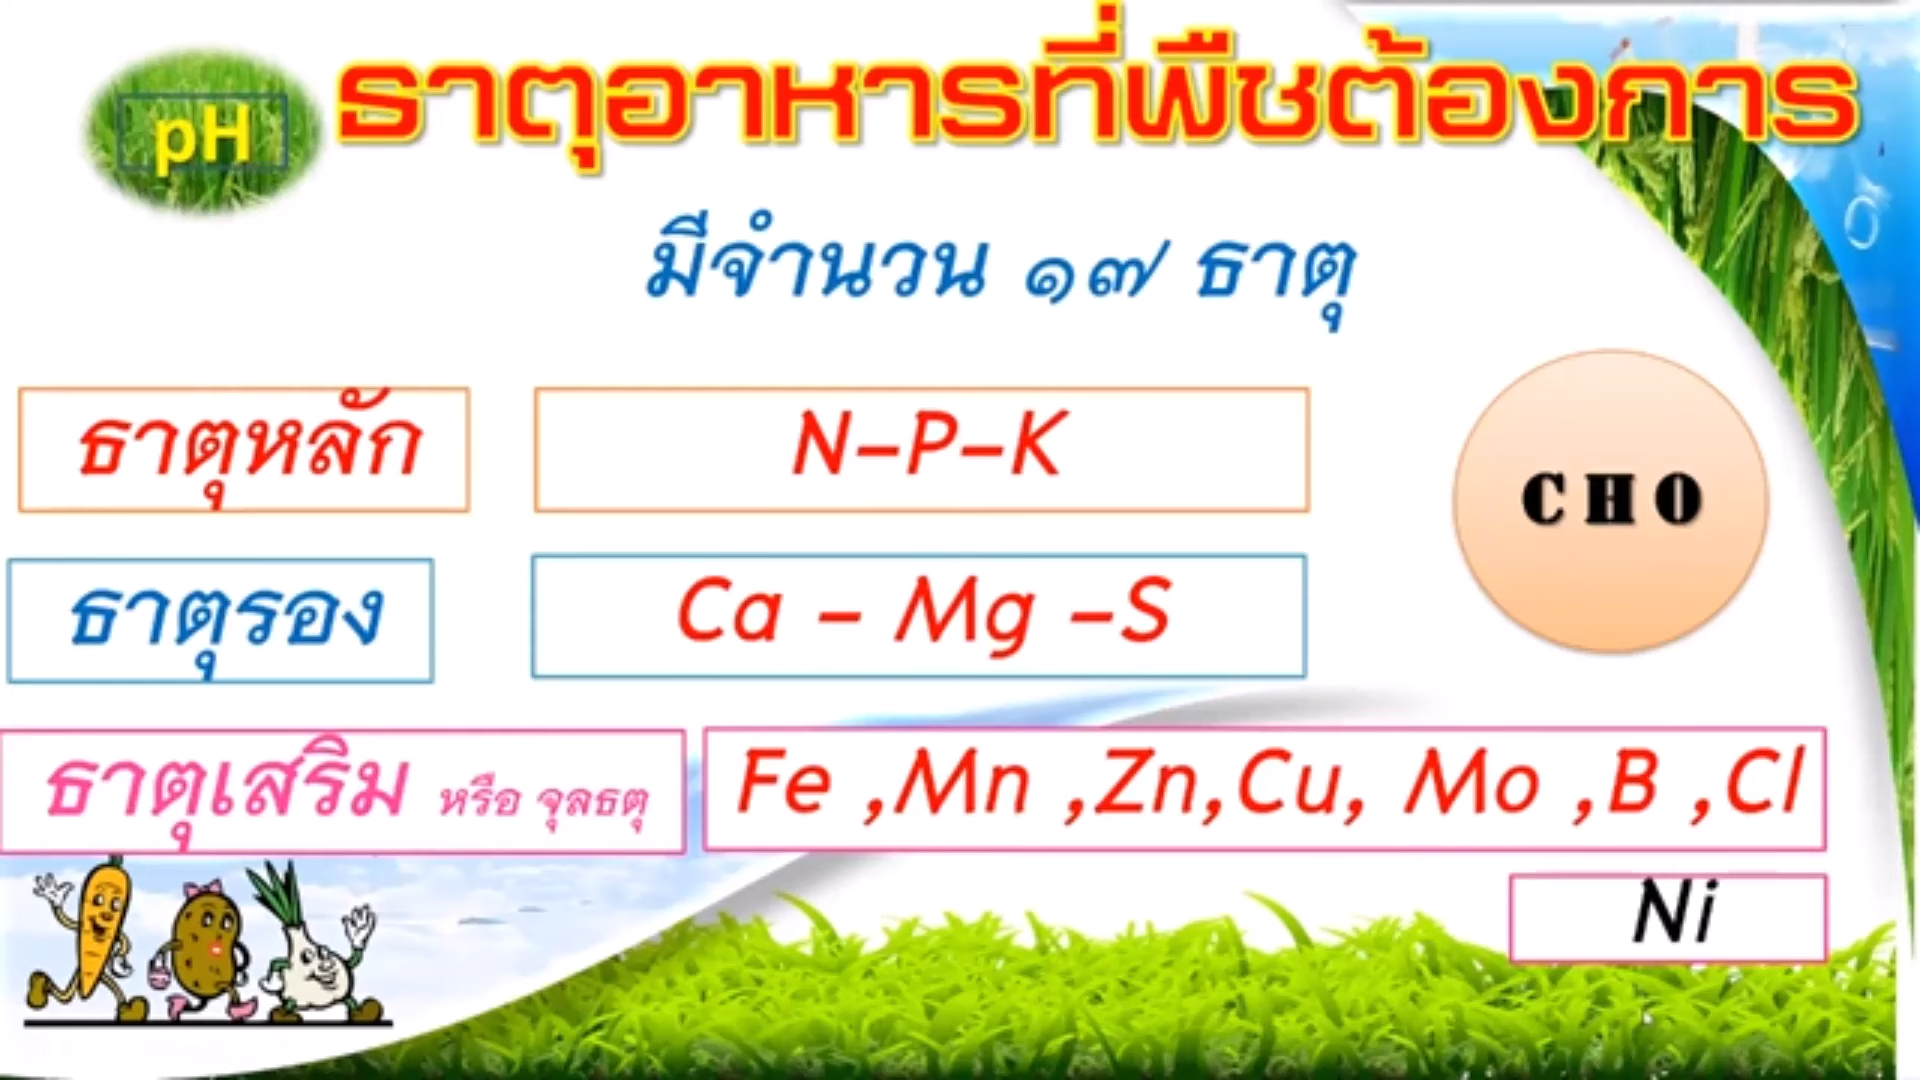 pH
ธาตุอาหารที่พืชต้องการ
มีจำนวน ๑๗ ธาตุ
ธาตุหลัก
N-P-K
C H O
ธาตุรอง
Ca - Mg -S
ธาตุเสริม หรือ จุลธตุ
Fe ,Mn ,Zn,Cu, Mo ,B ,Cl
Ni